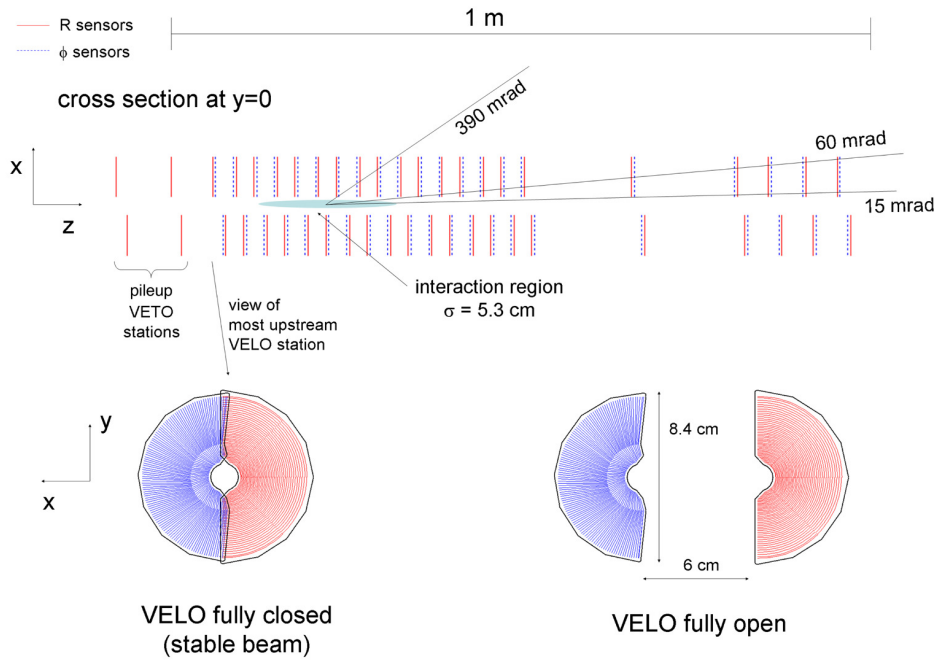 R sensors
ϕ sensors
1 m
cross section at y=0
390 mrad
60 mrad
15 mrad
x
z
pileup
VETO
stations
view of
most upstream
VELO station
interaction region
σ = 5.3 cm
y
x
8.4 cm
6 cm
VELO fully closed
(stable beam)
VELO fully open